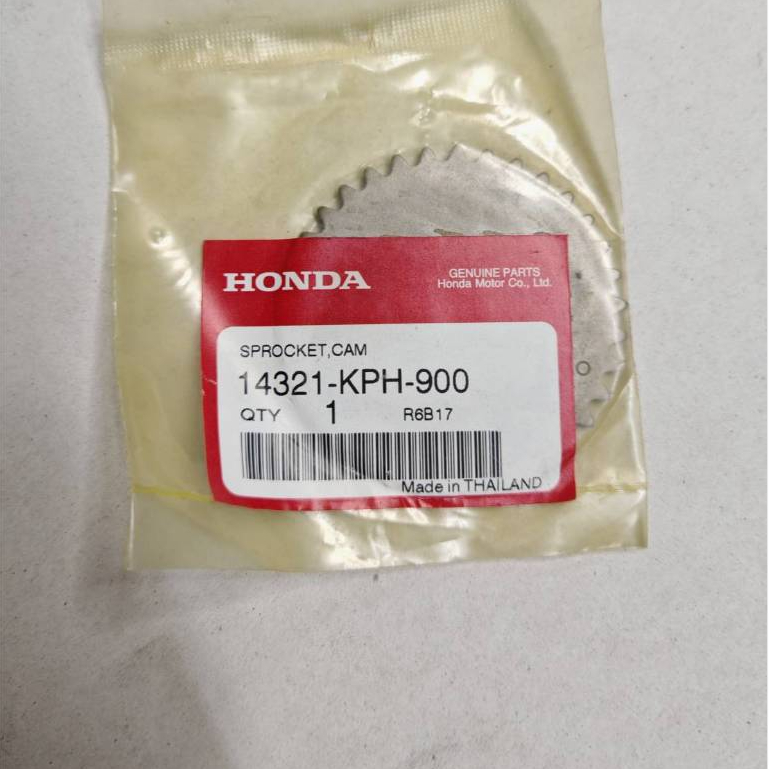 HONDA
GENUINE PARTS
Honda Motor Co., Ltd.
SPROCKET,CAM
14321-KPH-900
QTY 1 R6B17
Made in THAILAND